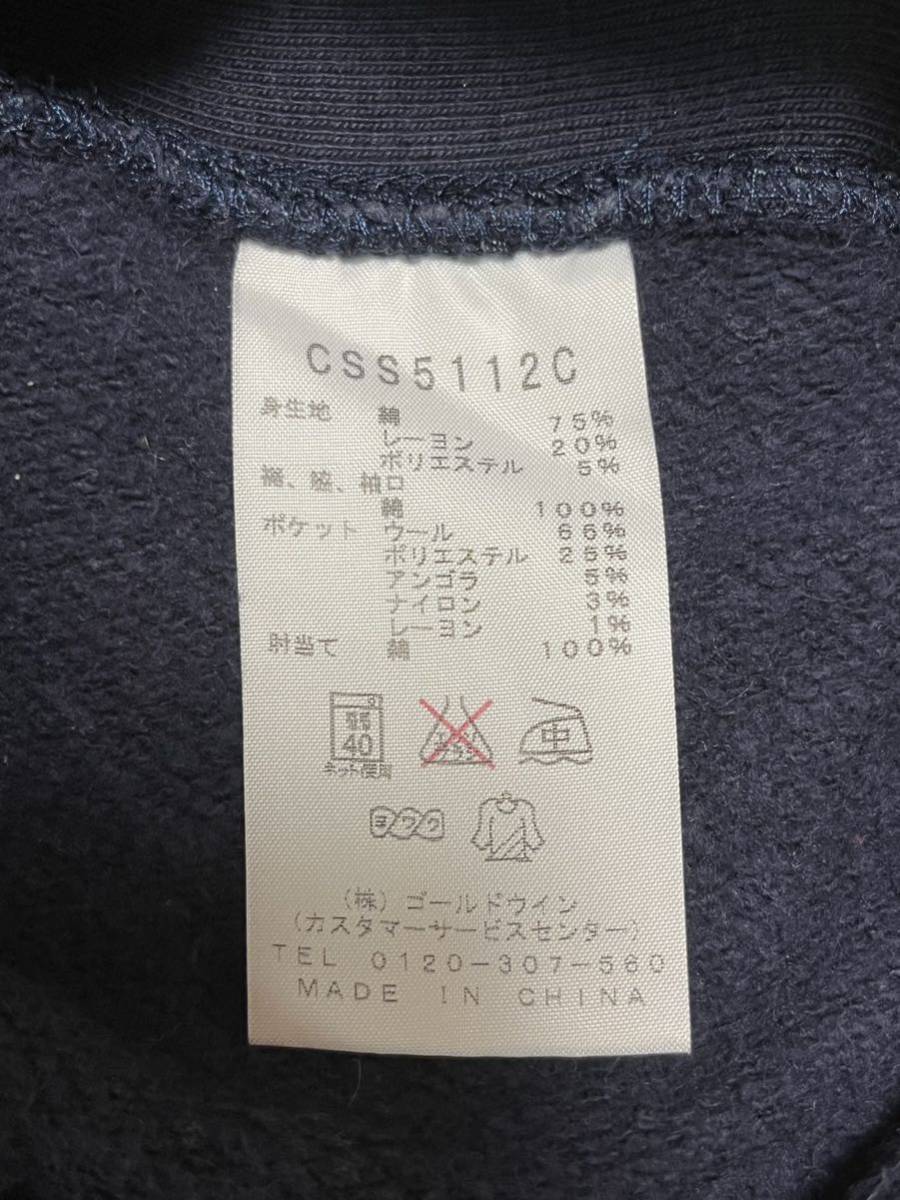 CSS5112C
身生地 綿 75%
レーヨン 20%
ポリエステル 5%
裾、脇、袖口
綿 100%
ポケット ウール 66%
ポリエステル 25%
アンゴラ 5%
ナイロン 3%
レーヨン 1%
肘当て 綿 100%
弱
40
ネット使用
エンソ
中
ヨワク
(株)ゴールドウイン
(カスタマーサービスセンター)
TEL 0120-307-560
MADE IN CHINA